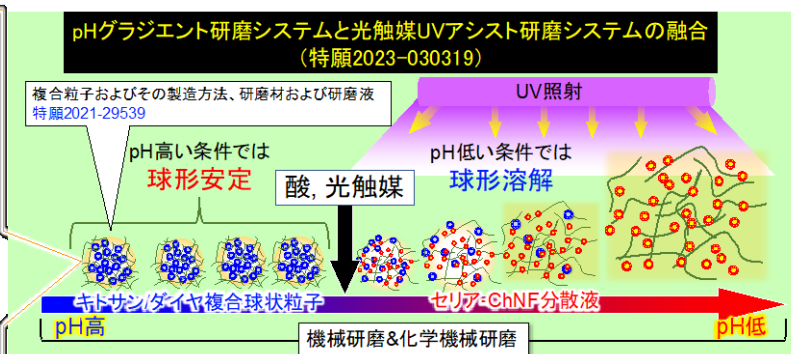 pHグラジエント研磨システムと光触媒UVアシスト研磨システムの融合
(特願2023-030319)
複合粒子およびその製造方法、研磨材および研磨液
特願2021-29539
UV照射
pH高い条件では
球形安定
酸, 光触媒
pH低い条件では
球形溶解
キトサン/ダイヤ複合球状粒子
セリア・ChNF分散液
pH高
pH低
機械研磨&化学機械研磨